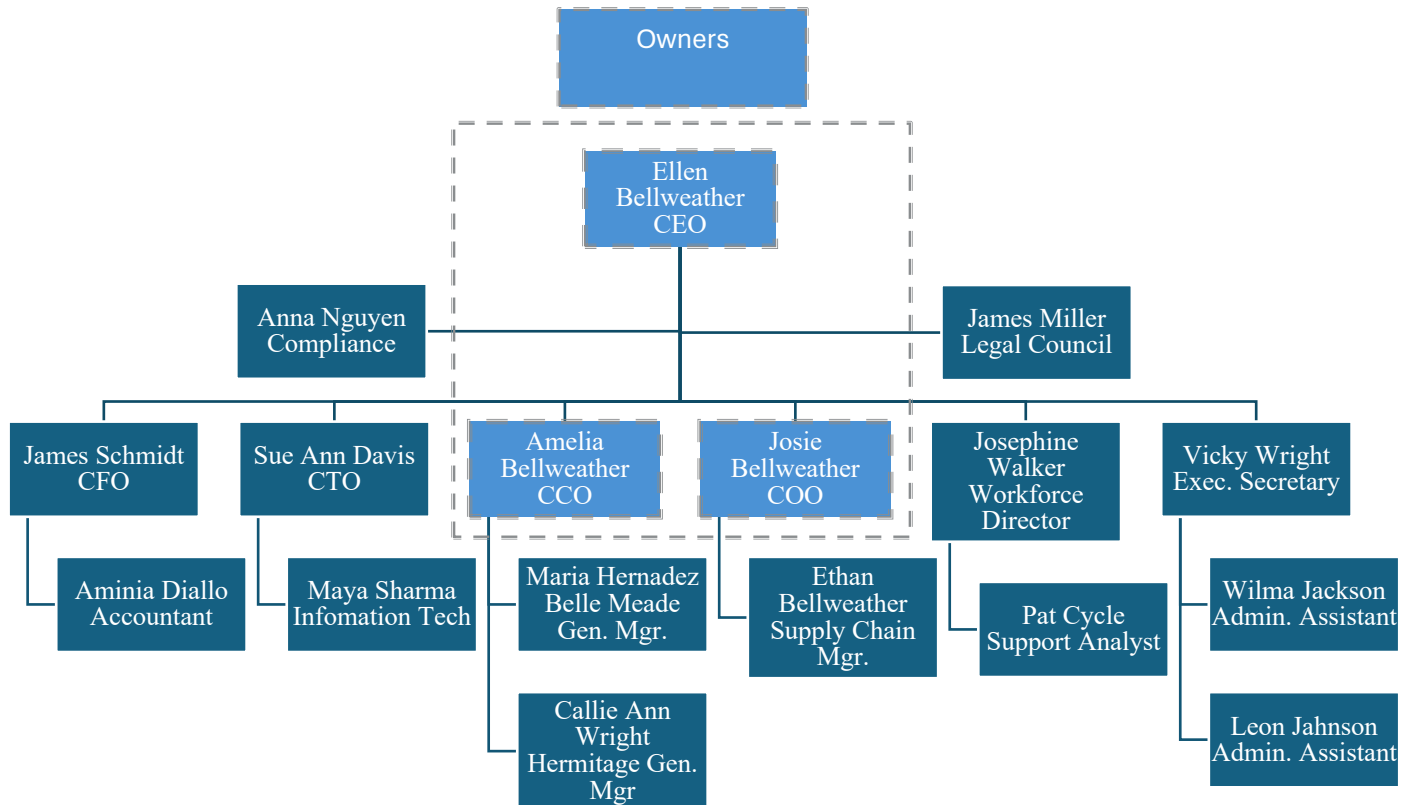 Owners
Ellen
Bellweather
CEO
Anna Nguyen
Compliance
James Miller
Legal Council
James Schmidt
CFO
Sue Ann Davis
CTO
Amelia
Bellweather
CCO
Josie
Bellweather
COO
Josephine
Walker
Workforce
Director
Vicky Wright
Exec. Secretary
Aminia Diallo
Accountant
Maya Sharma
Infomation Tech
Maria Hernadez
Belle Meade
Gen. Mgr.
Ethan
Bellweather
Supply Chain
Mgr.
Pat Cycle
Support Analyst
Wilma Jackson
Admin. Assistant
Callie Ann
Wright
Hermitage Gen.
Mgr
Leon Jahnson
Admin. Assistant